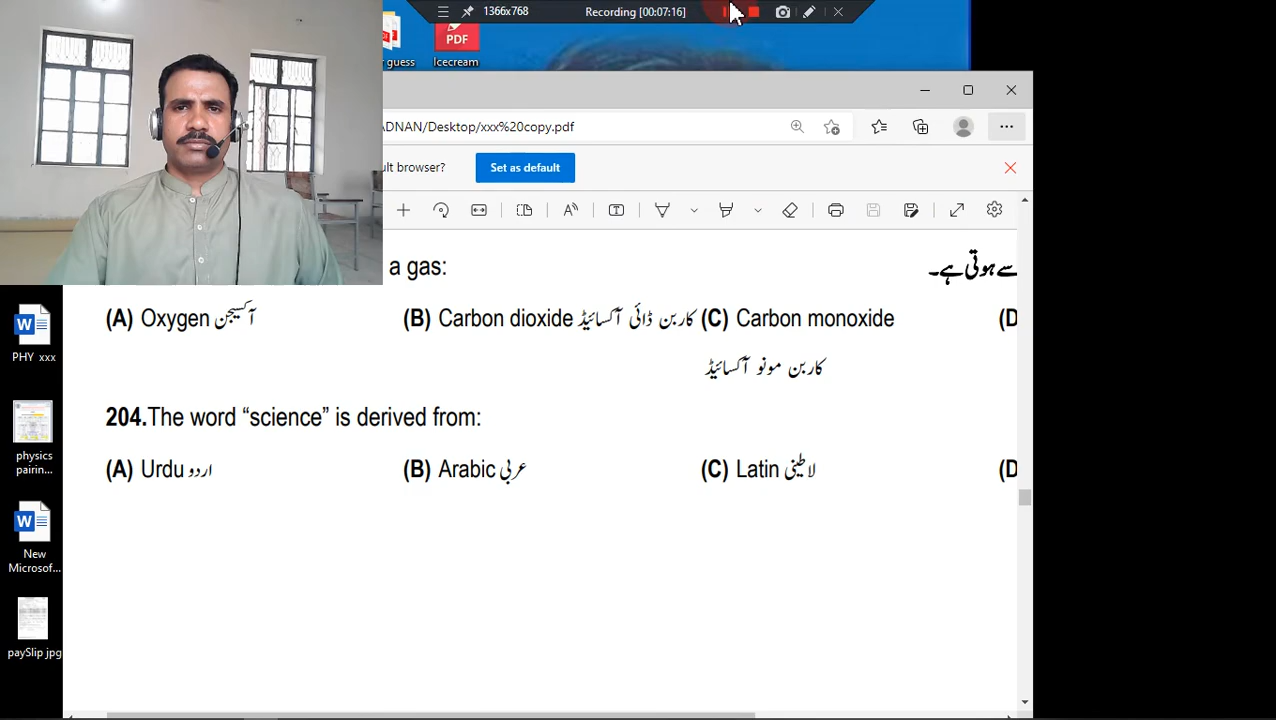 1366x768
Recording [00:07:16]
PDF
r guess
Icecream
ADNAN/Desktop/xxx%20copy.pdf
ult browser?
Set as default
a gas:
سے ہوتی ہے۔
(A) Oxygen آکسیجن (B) Carbon dioxide کاربن ڈائی آکسائیڈ (C) Carbon monoxide (D
کاربن مونو آکسائیڈ
204.The word “science” is derived from:
(A) Urdu اردو (B) Arabic عربی (C) Latin لاطینی (D
PHY xxx
physics
pairin...
New
Microsof...
paySlip jpg